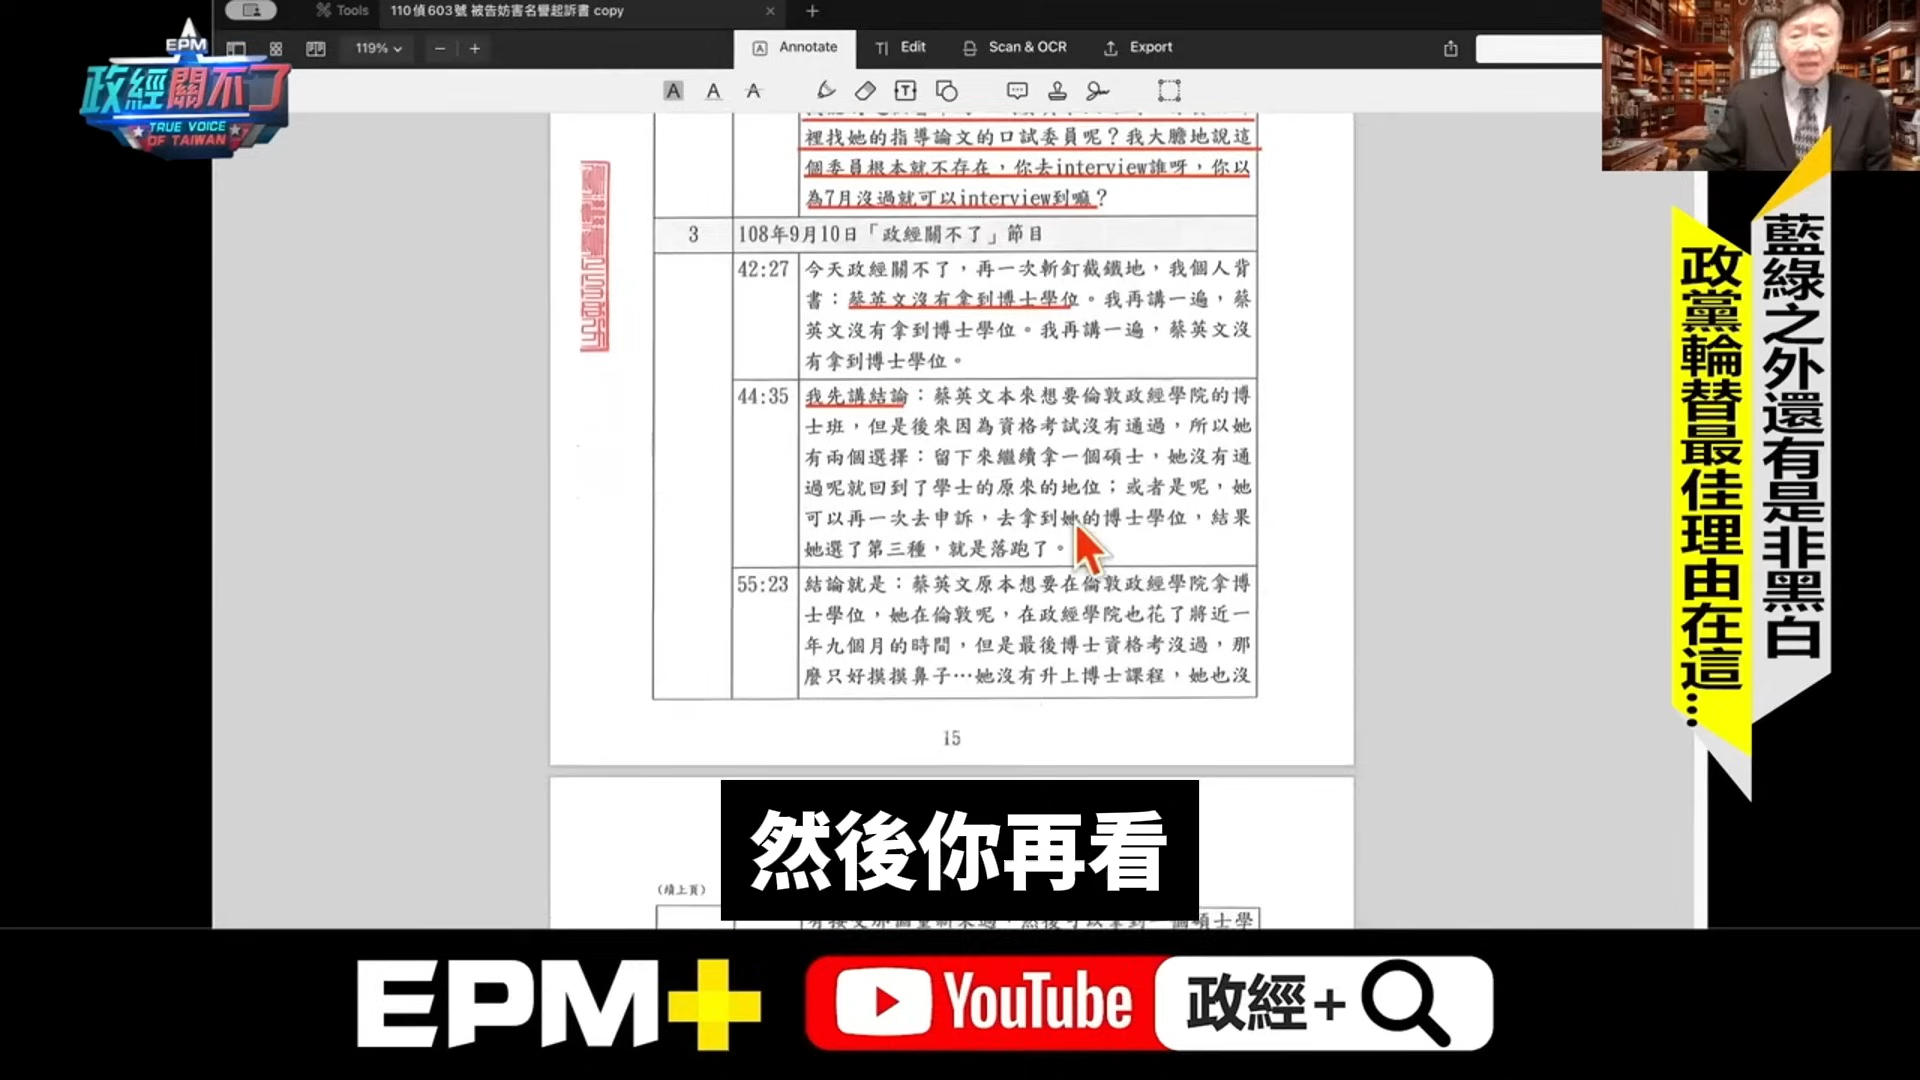 Tools
110偵603號 被告妨害名譽起訴書 copy
119%
Annotate
Edit
Scan & OCR
Export
EPM
政經關不了
TRUE VOICE
OF TAIWAN
裡找她的指導論文的口試委員呢？我大膽地說這
個委員根本就不存在，你去interview誰呀，你以
為7月沒過就可以interview到嘛？
3 108年9月10日「政經關不了」節目
42:27 今天政經關不了，再一次斬釘截鐵地，我個人背
書：蔡英文沒有拿到博士學位。我再講一遍，蔡
英文沒有拿到博士學位。我再講一遍，蔡英文沒
有拿到博士學位。
44:35 我先講結論：蔡英文本來想要倫敦政經學院的博
士班，但是後來因為資格考試沒有通過，所以她
有兩個選擇：留下來繼續拿一個碩士，她沒有通
過呢就回到了學士的原來的地位；或者是呢，她
可以再一次去申訴，去拿到她的博士學位，結果
她選了第三種，就是落跑了。
55:23 結論就是：蔡英文原本想要在倫敦政經學院拿博
士學位，她在倫敦呢，在政經學院也花了將近一
年九個月的時間，但是最後博士資格考沒過，那
麼只好摸摸鼻子…她沒有升上博士課程，她也沒
15
（續上頁）
藍綠之外還有是非黑白
政黨輪替最佳理由在這...
然後你再看
EPM+
YouTube
政經+